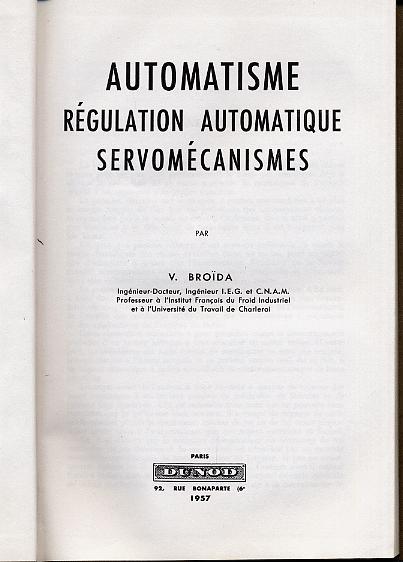 AUTOMATISME
RÉGULATION AUTOMATIQUE
SERVOMÉCANISMES
PAR
V. BROÏDA
Ingénieur-Docteur, Ingénieur I.E.G. et C.N.A.M.
Professeur à l'Institut Français du Froid Industriel
et à l'Université du Travail de Charleroi
PARIS
DUNOD
92, RUE BONAPARTE (6e
1957